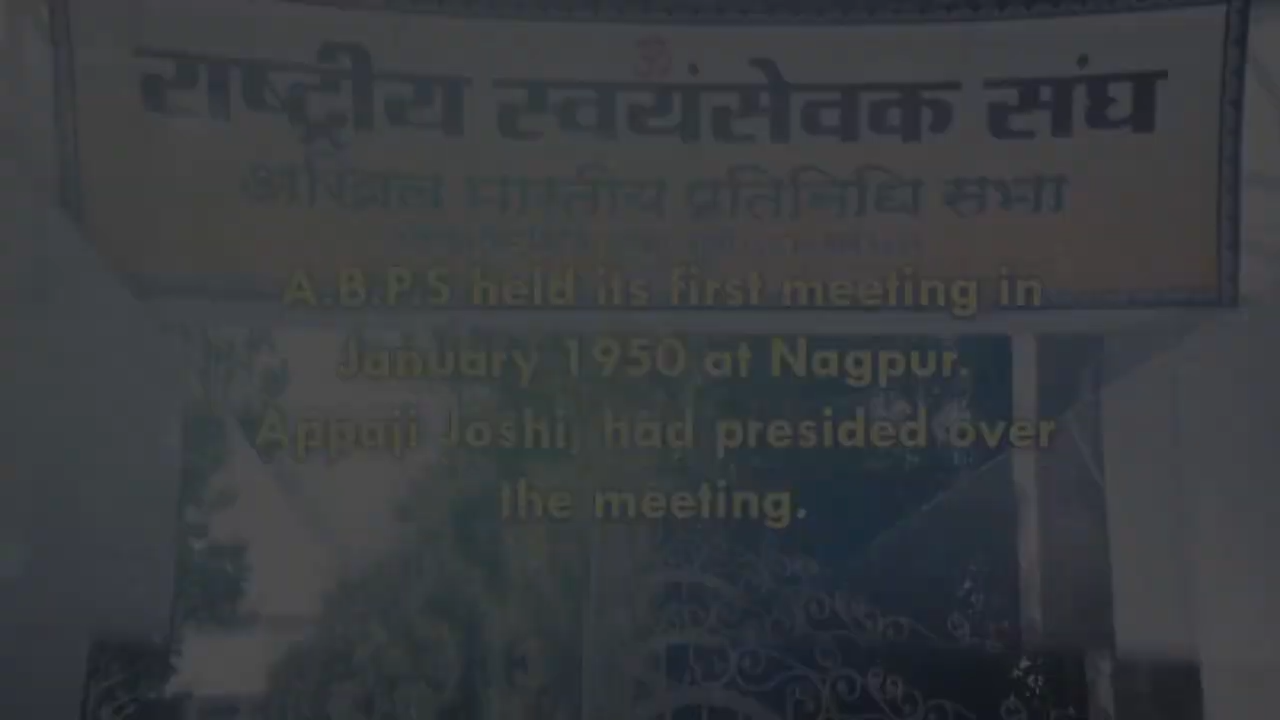 ॐ
राष्ट्रीय स्वयंसेवक संघ
अखिल भारतीय प्रतिनिधि सभा
A.B.P.S held its first meeting in
January 1950 at Nagpur.
Appaji Joshi, had presided over
the meeting.